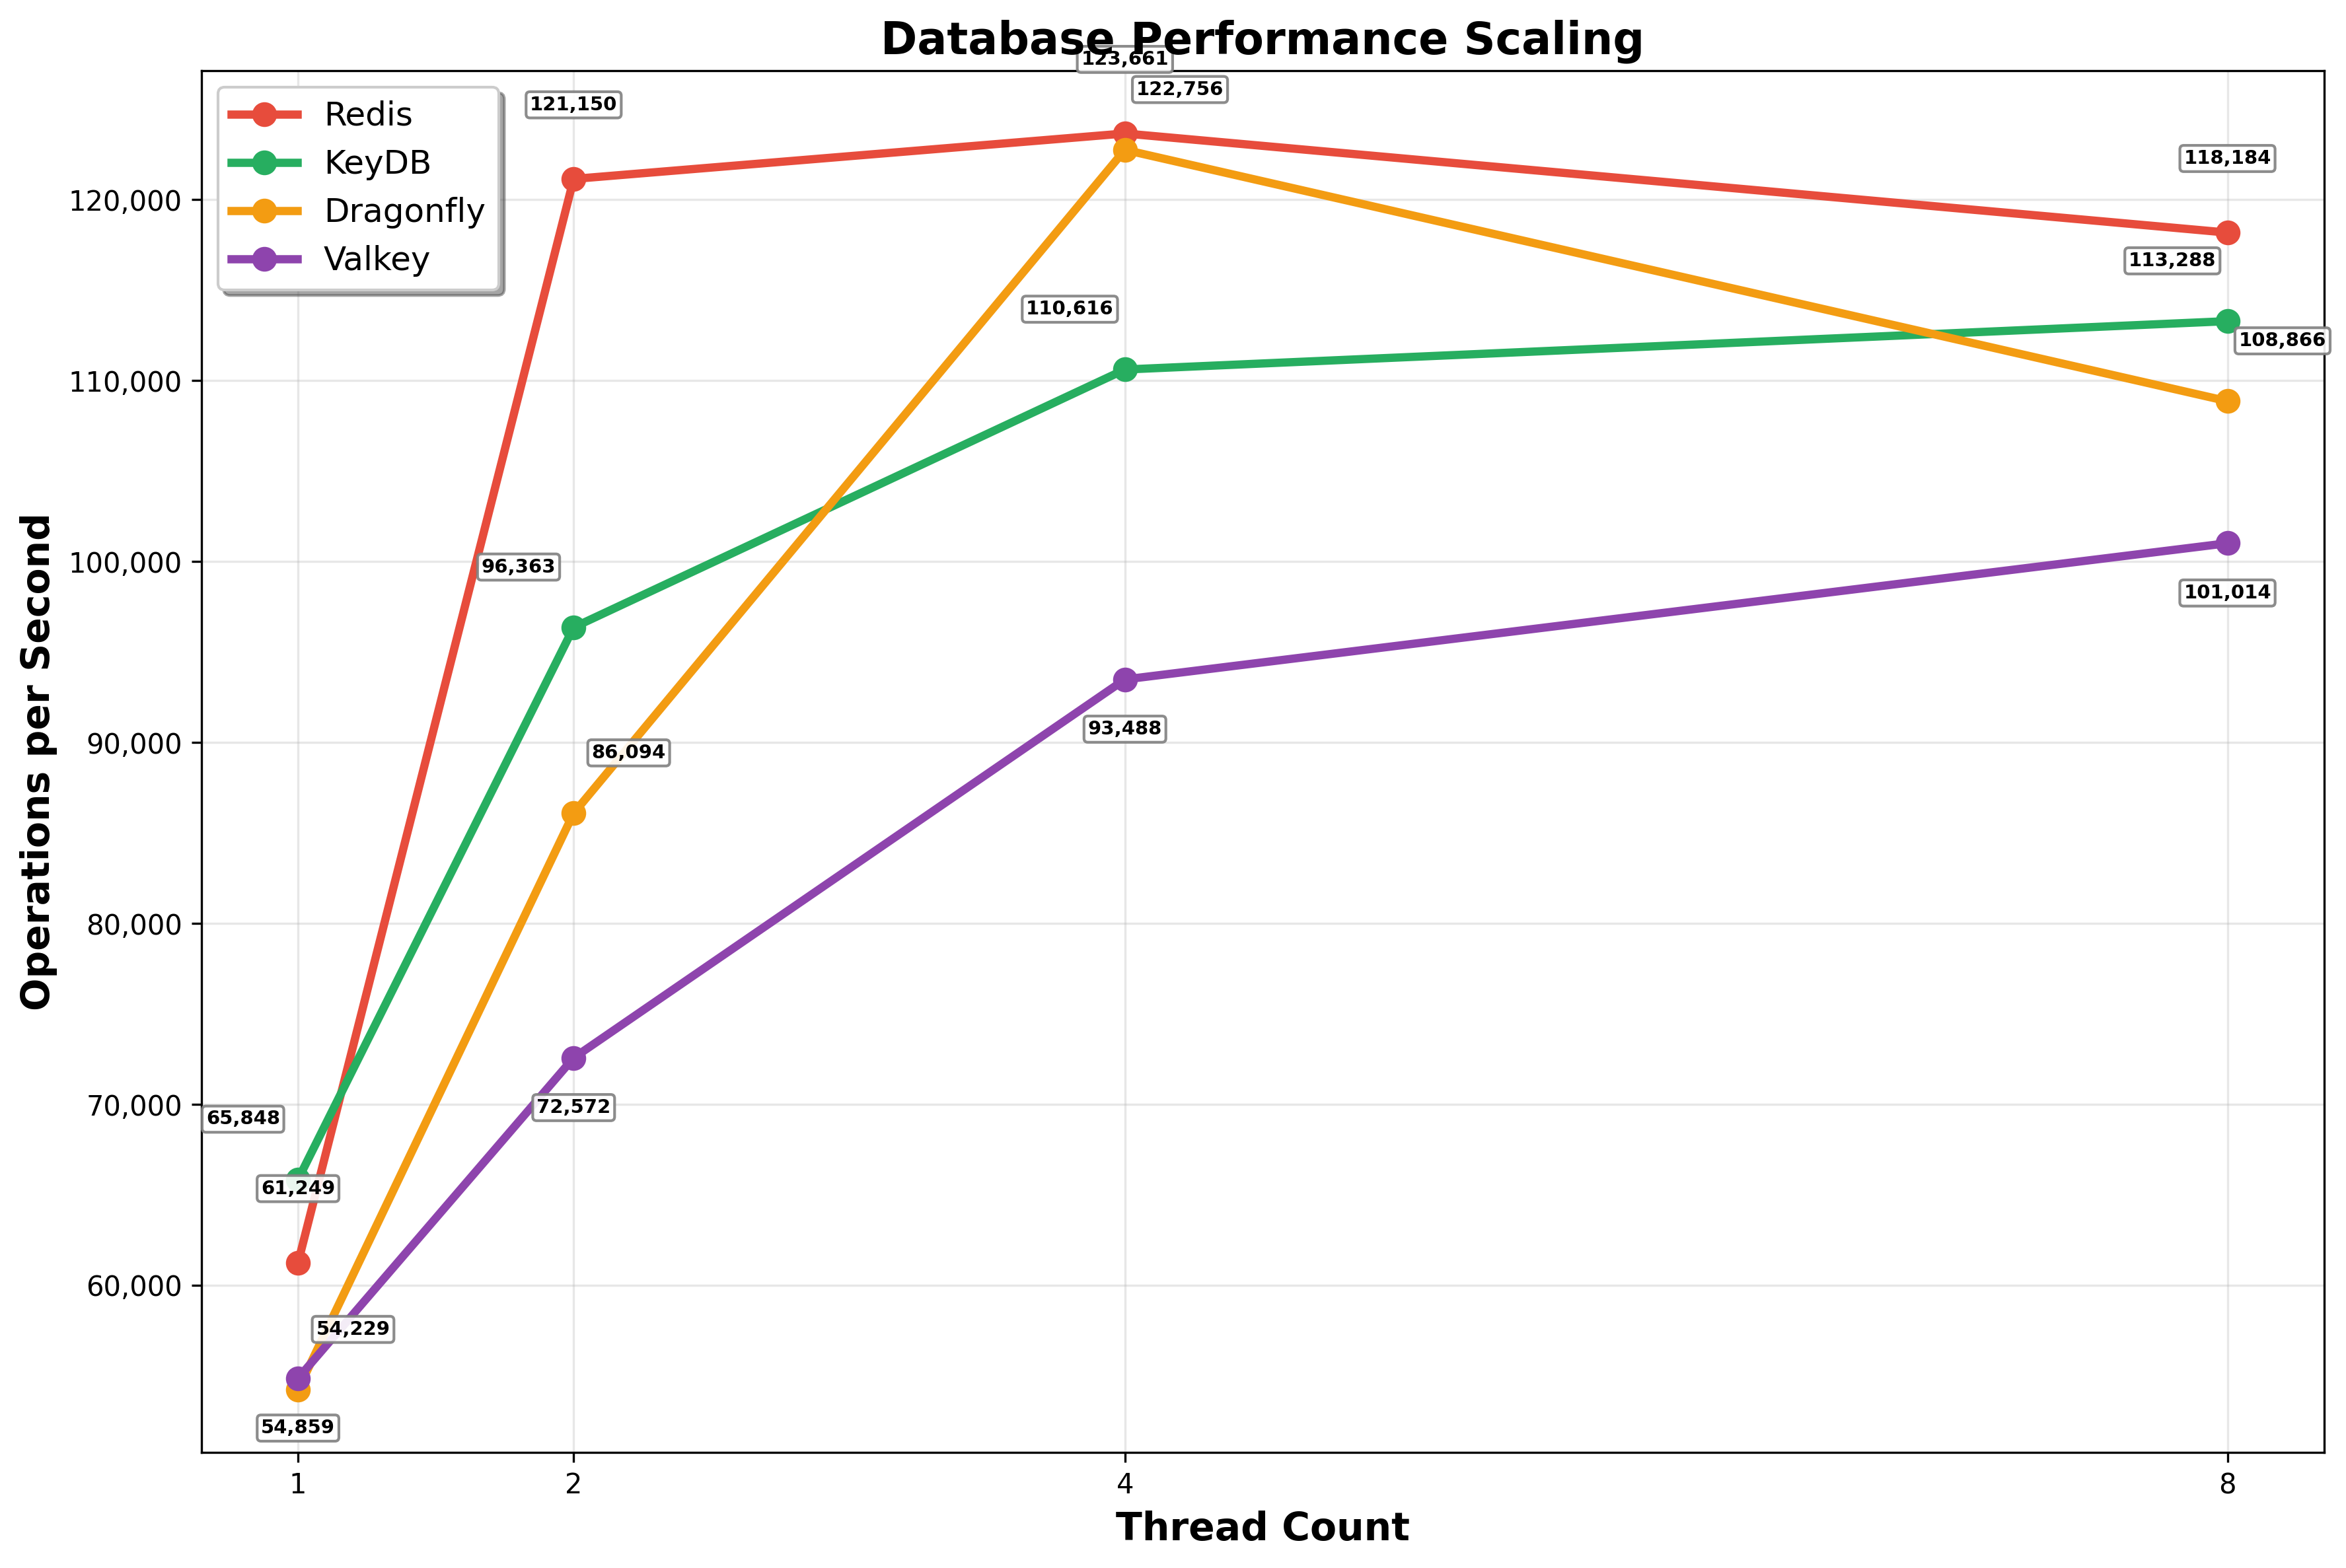 Database Performance Scaling
123,661
122,756
121,150
Redis
KeyDB
Dragonfly
Valkey
118,184
113,288
110,616
108,866
96,363
101,014
86,094
93,488
72,572
65,848
61,249
54,229
54,859
120,000
110,000
100,000
90,000
80,000
70,000
60,000
Operations per Second
1 2 4 8
Thread Count